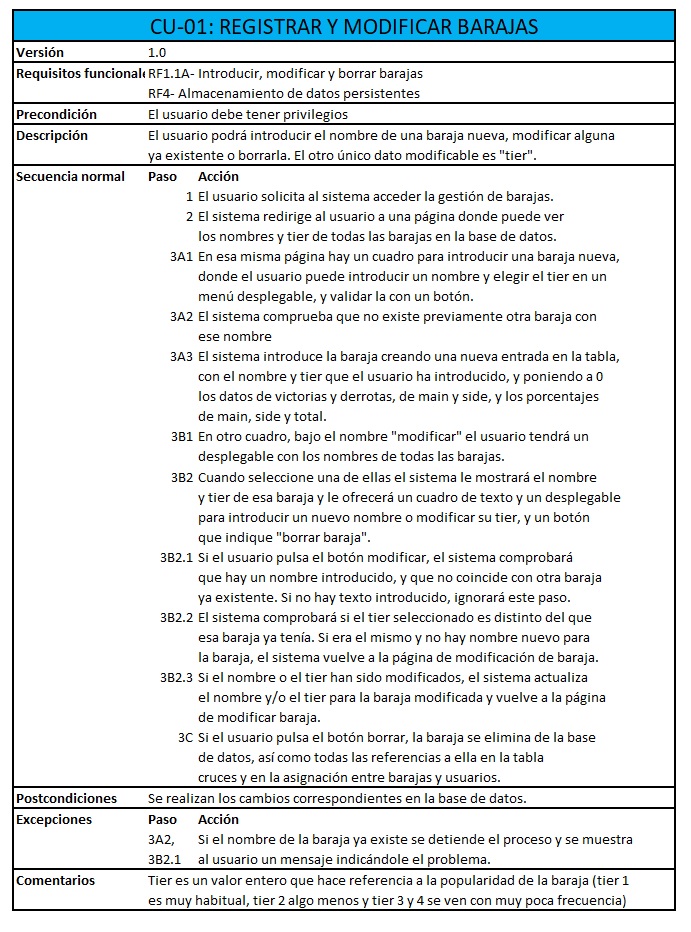 CU-01: REGISTRAR Y MODIFICAR BARAJAS
Versión 1.0
Requisitos funcionale RF1.1A- Introducir, modificar y borrar barajas
RF4- Almacenamiento de datos persistentes
Precondición El usuario debe tener privilegios
Descripción El usuario podrá introducir el nombre de una baraja nueva, modificar alguna
ya existente o borrarla. El otro único dato modificable es "tier".
Secuencia normal Paso Acción
1 El usuario solicita al sistema acceder la gestión de barajas.
2 El sistema redirige al usuario a una página donde puede ver
los nombres y tier de todas las barajas en la base de datos.
3A1 En esa misma página hay un cuadro para introducir una baraja nueva,
donde el usuario puede introducir un nombre y elegir el tier en un
menú desplegable, y validar la con un botón.
3A2 El sistema comprueba que no existe previamente otra baraja con
ese nombre
3A3 El sistema introduce la baraja creando una nueva entrada en la tabla,
con el nombre y tier que el usuario ha introducido, y poniendo a 0
los datos de victorias y derrotas, de main y side, y los porcentajes
de main, side y total.
3B1 En otro cuadro, bajo el nombre "modificar" el usuario tendrá un
desplegable con los nombres de todas las barajas.
3B2 Cuando seleccione una de ellas el sistema le mostrará el nombre
y tier de esa baraja y le ofrecerá un cuadro de texto y un desplegable
para introducir un nuevo nombre o modificar su tier, y un botón
que indique "borrar baraja".
3B2.1 Si el usuario pulsa el botón modificar, el sistema comprobará
que hay un nombre introducido, y que no coincide con otra baraja
ya existente. Si no hay texto introducido, ignorará este paso.
3B2.2 El sistema comprobará si el tier seleccionado es distinto del que
esa baraja ya tenía. Si era el mismo y no hay nombre nuevo para
la baraja, el sistema vuelve a la página de modificación de baraja.
3B2.3 Si el nombre o el tier han sido modificados, el sistema actualiza
el nombre y/o el tier para la baraja modificada y vuelve a la página
de modificar baraja.
3C Si el usuario pulsa el botón borrar, la baraja se elimina de la base
de datos, así como todas las referencias a ella en la tabla
cruces y en la asignación entre barajas y usuarios.
Postcondiciones Se realizan los cambios correspondientes en la base de datos.
Excepciones Paso Acción
3A2, Si el nombre de la baraja ya existe se detiende el proceso y se muestra
3B2.1 al usuario un mensaje indicándole el problema.
Comentarios Tier es un valor entero que hace referencia a la popularidad de la baraja (tier 1
es muy habitual, tier 2 algo menos y tier 3 y 4 se ven con muy poca frecuencia)